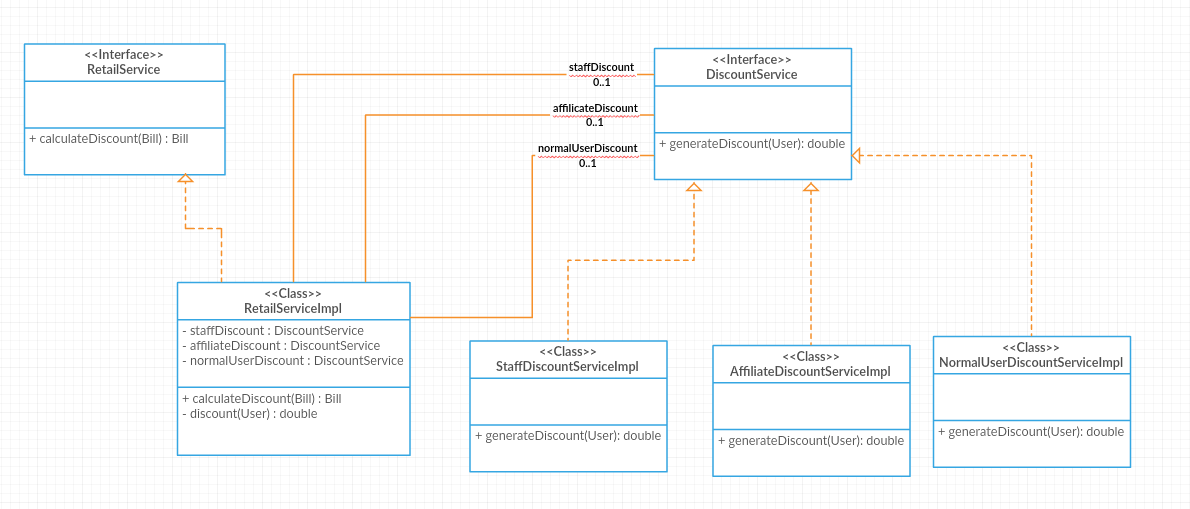 <<Interface>>
RetailService
+ calculateDiscount(Bill) : Bill
staffDiscount
0..1
affilicateDiscount
0..1
normalUserDiscount
0..1
<<Interface>>
DiscountService
+ generateDiscount(User): double
<<Class>>
RetailServiceImpl
- staffDiscount : DiscountService
- affiliateDiscount : DiscountService
- normalUserDiscount : DiscountService
+ calculateDiscount(Bill) : Bill
- discount(User) : double
<<Class>>
StaffDiscountServiceImpl
+ generateDiscount(User): double
<<Class>>
AffiliateDiscountServiceImpl
+ generateDiscount(User): double
<<Class>>
NormalUserDiscountServiceImpl
+ generateDiscount(User): double